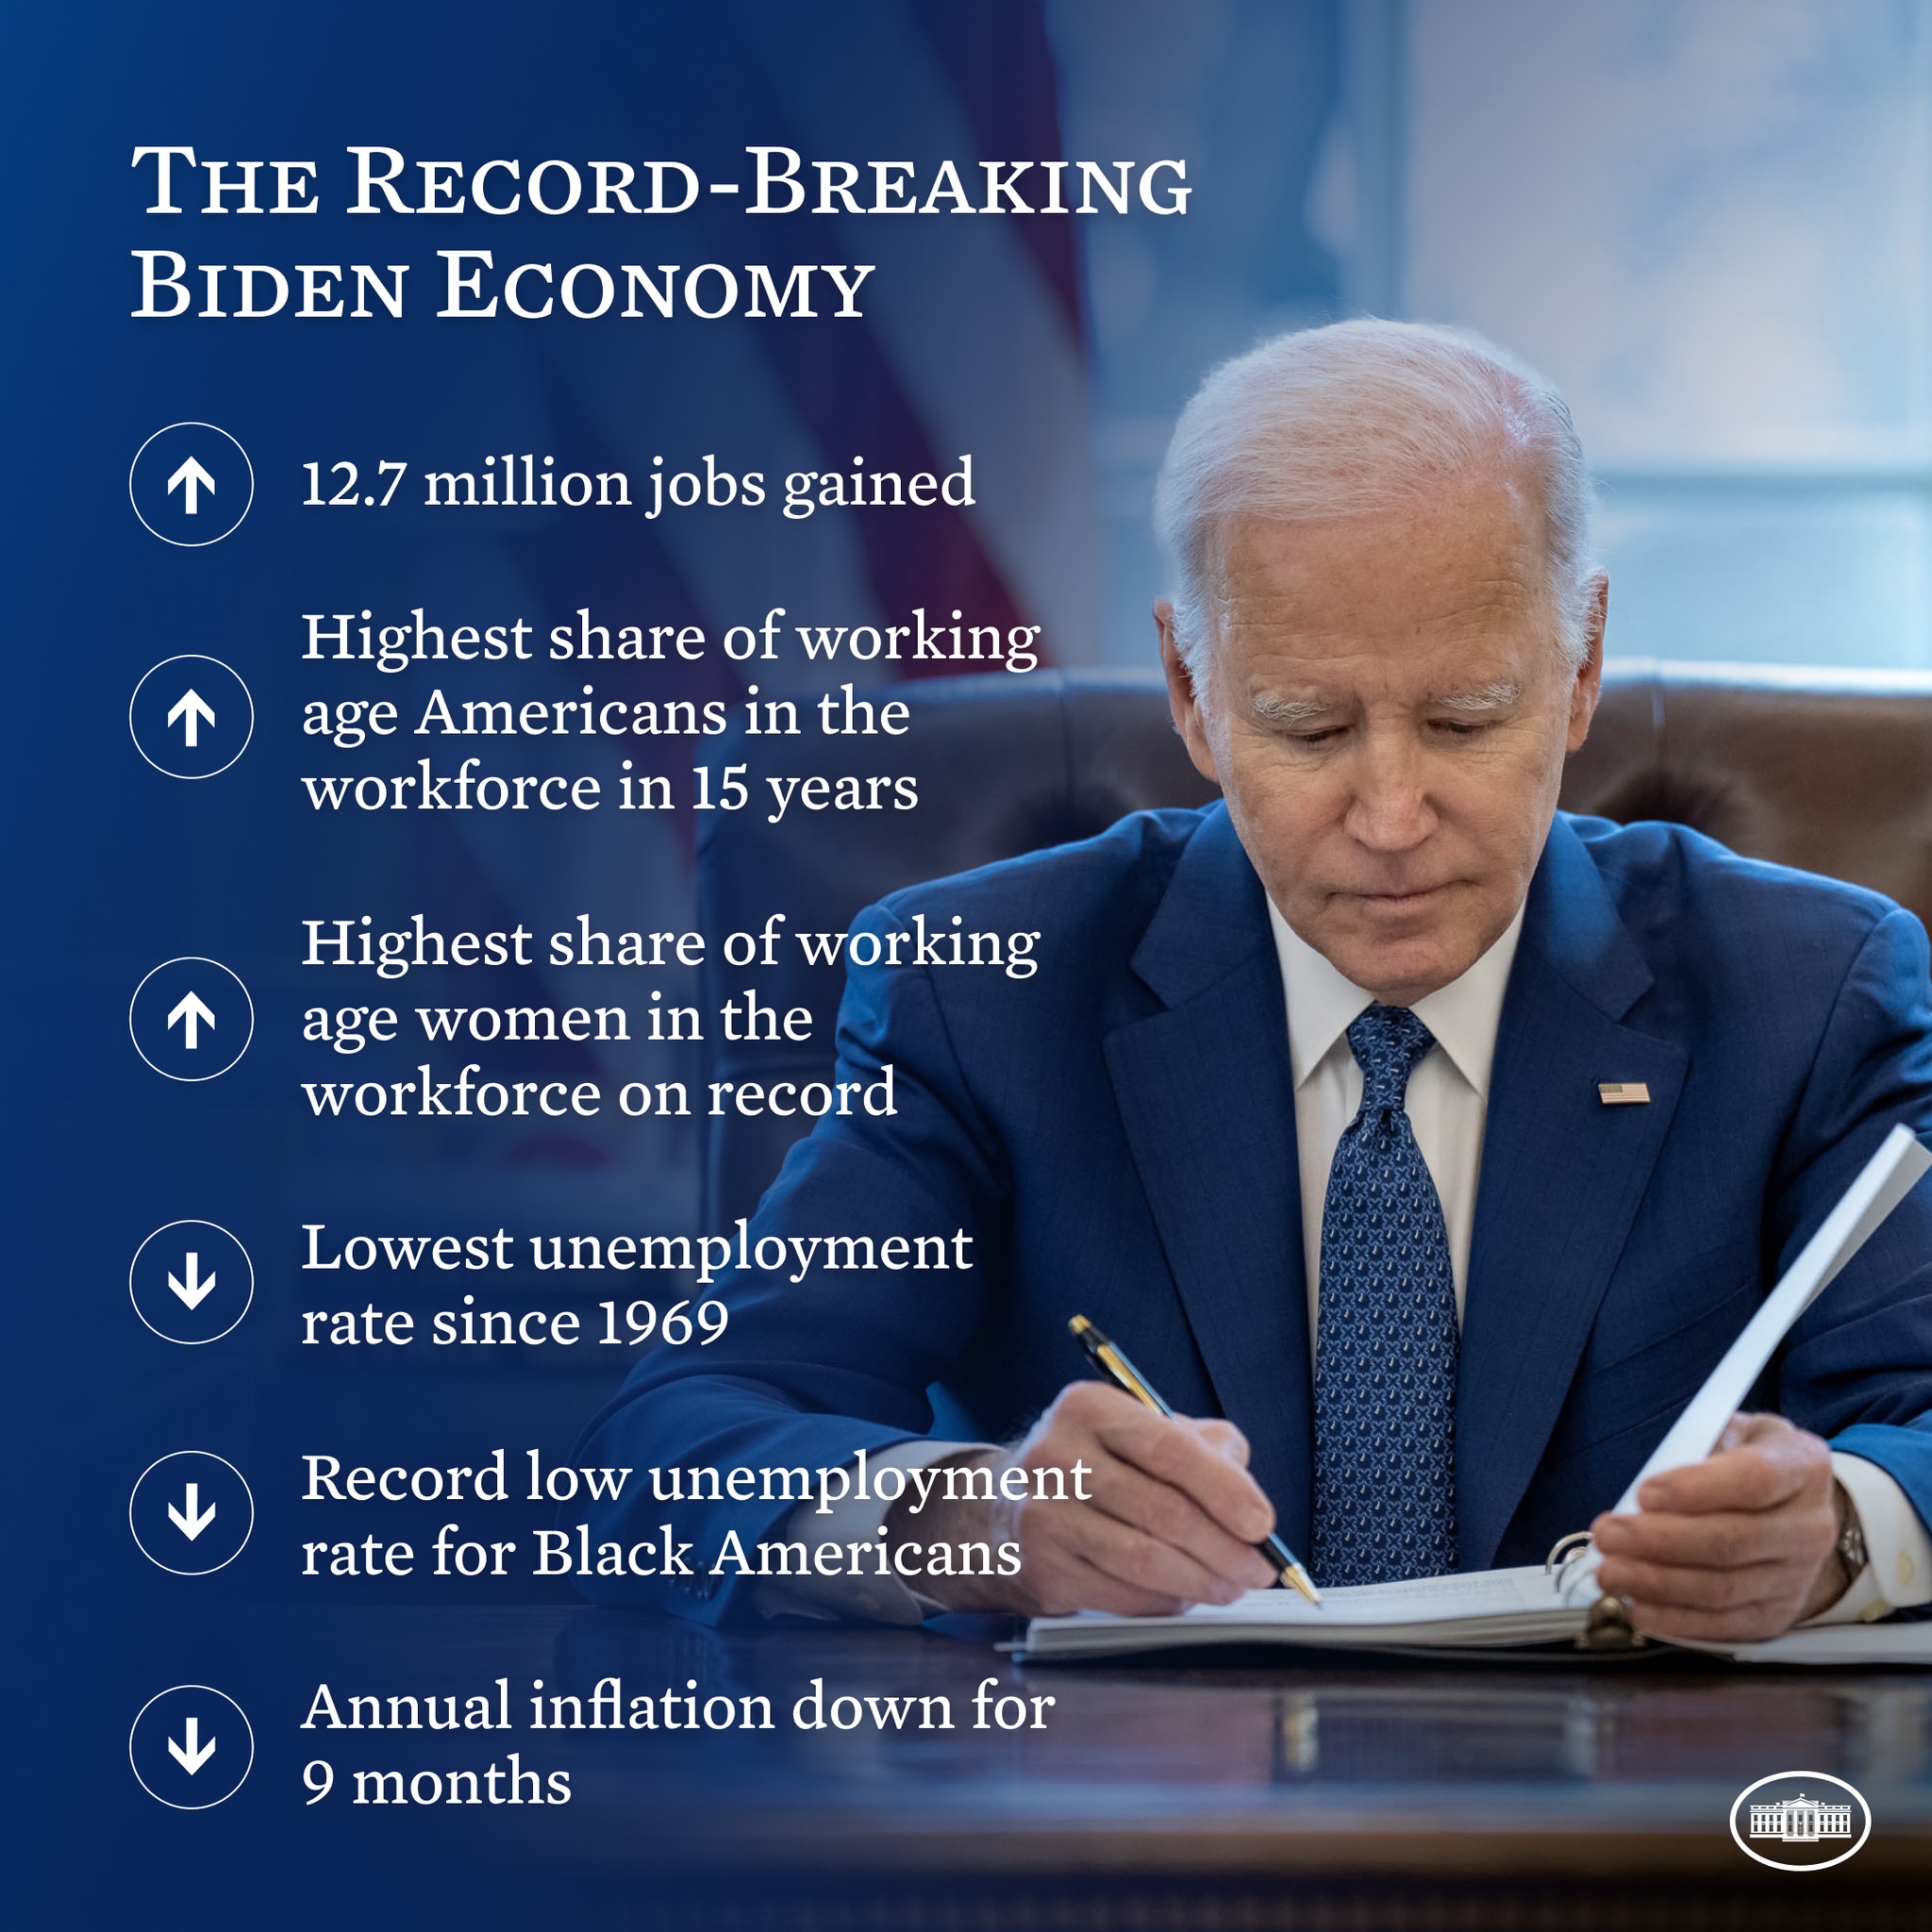 THE RECORD-BREAKING
BIDEN ECONOMY
12.7 million jobs gained
Highest share of working
age Americans in the
workforce in 15 years
Highest share of working
age women in the
workforce on record
Lowest unemployment
rate since 1969
Record low unemployment
rate for Black Americans
Annual inflation down for
9 months